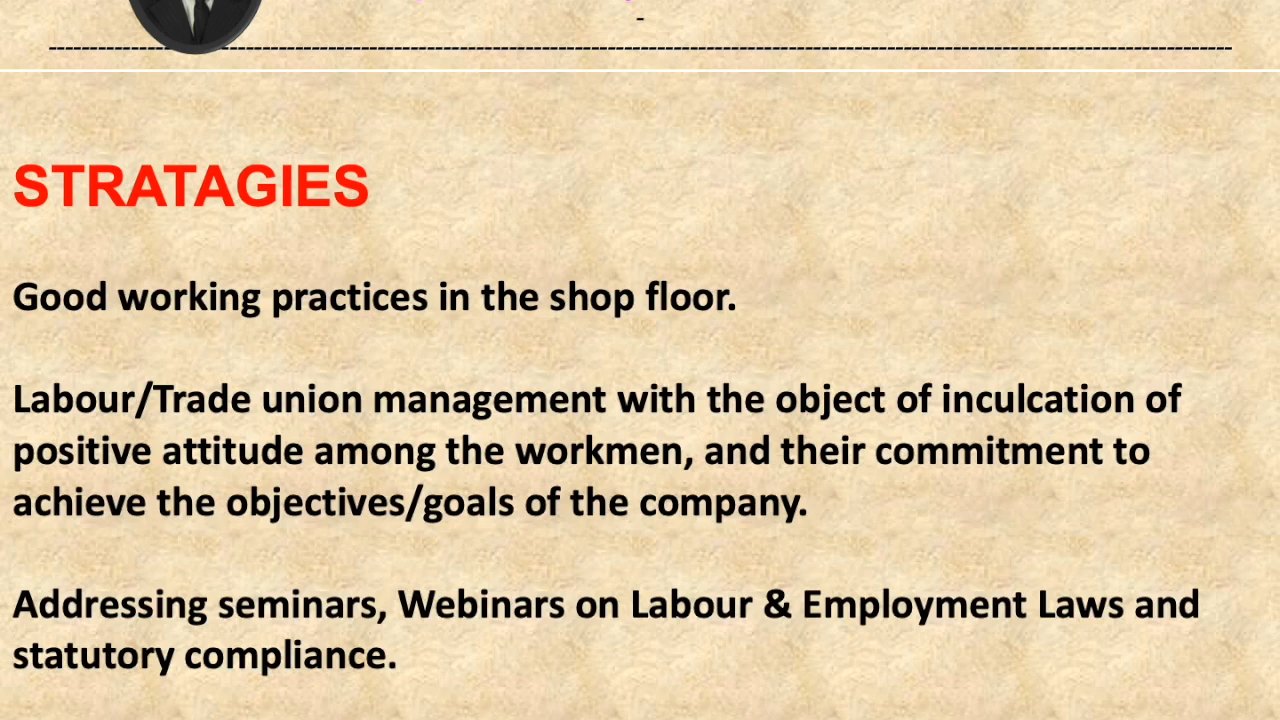 -
STRATAGIES
Good working practices in the shop floor.
Labour/Trade union management with the object of inculcation of
positive attitude among the workmen, and their commitment to
achieve the objectives/goals of the company.
Addressing seminars, Webinars on Labour & Employment Laws and
statutory compliance.